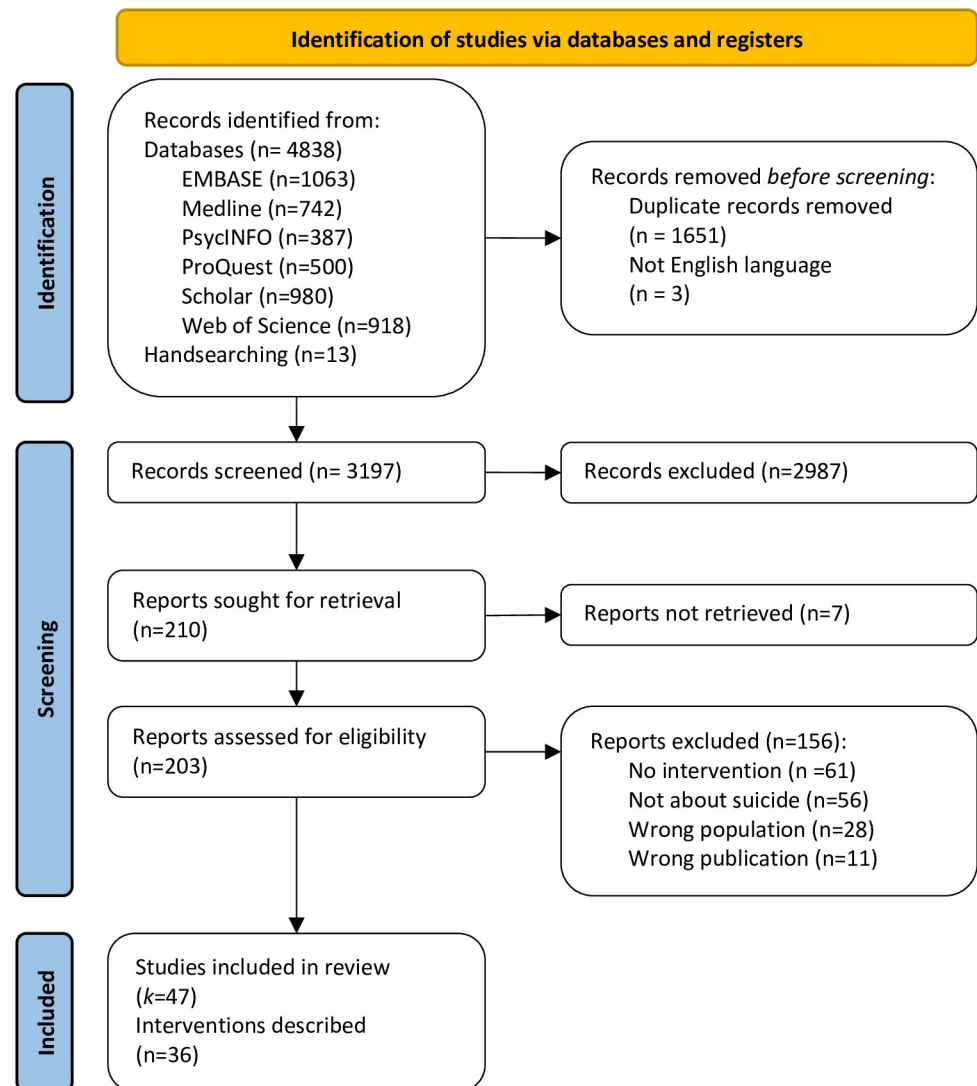 Identification of studies via databases and registers
Identification
Records identified from:
Databases (n= 4838)
EMBASE (n=1063)
Medline (n=742)
PsycINFO (n=387)
ProQuest (n=500)
Scholar (n=980)
Web of Science (n=918)
Handsearching (n=13)
Records removed before screening:
Duplicate records removed
(n = 1651)
Not English language
(n = 3)
Screening
Records screened (n= 3197)
Records excluded (n=2987)
Reports sought for retrieval
(n=210)
Reports not retrieved (n=7)
Reports assessed for eligibility
(n=203)
Reports excluded (n=156):
No intervention (n =61)
Not about suicide (n=56)
Wrong population (n=28)
Wrong publication (n=11)
Included
Studies included in review
(k=47)
Interventions described
(n=36)